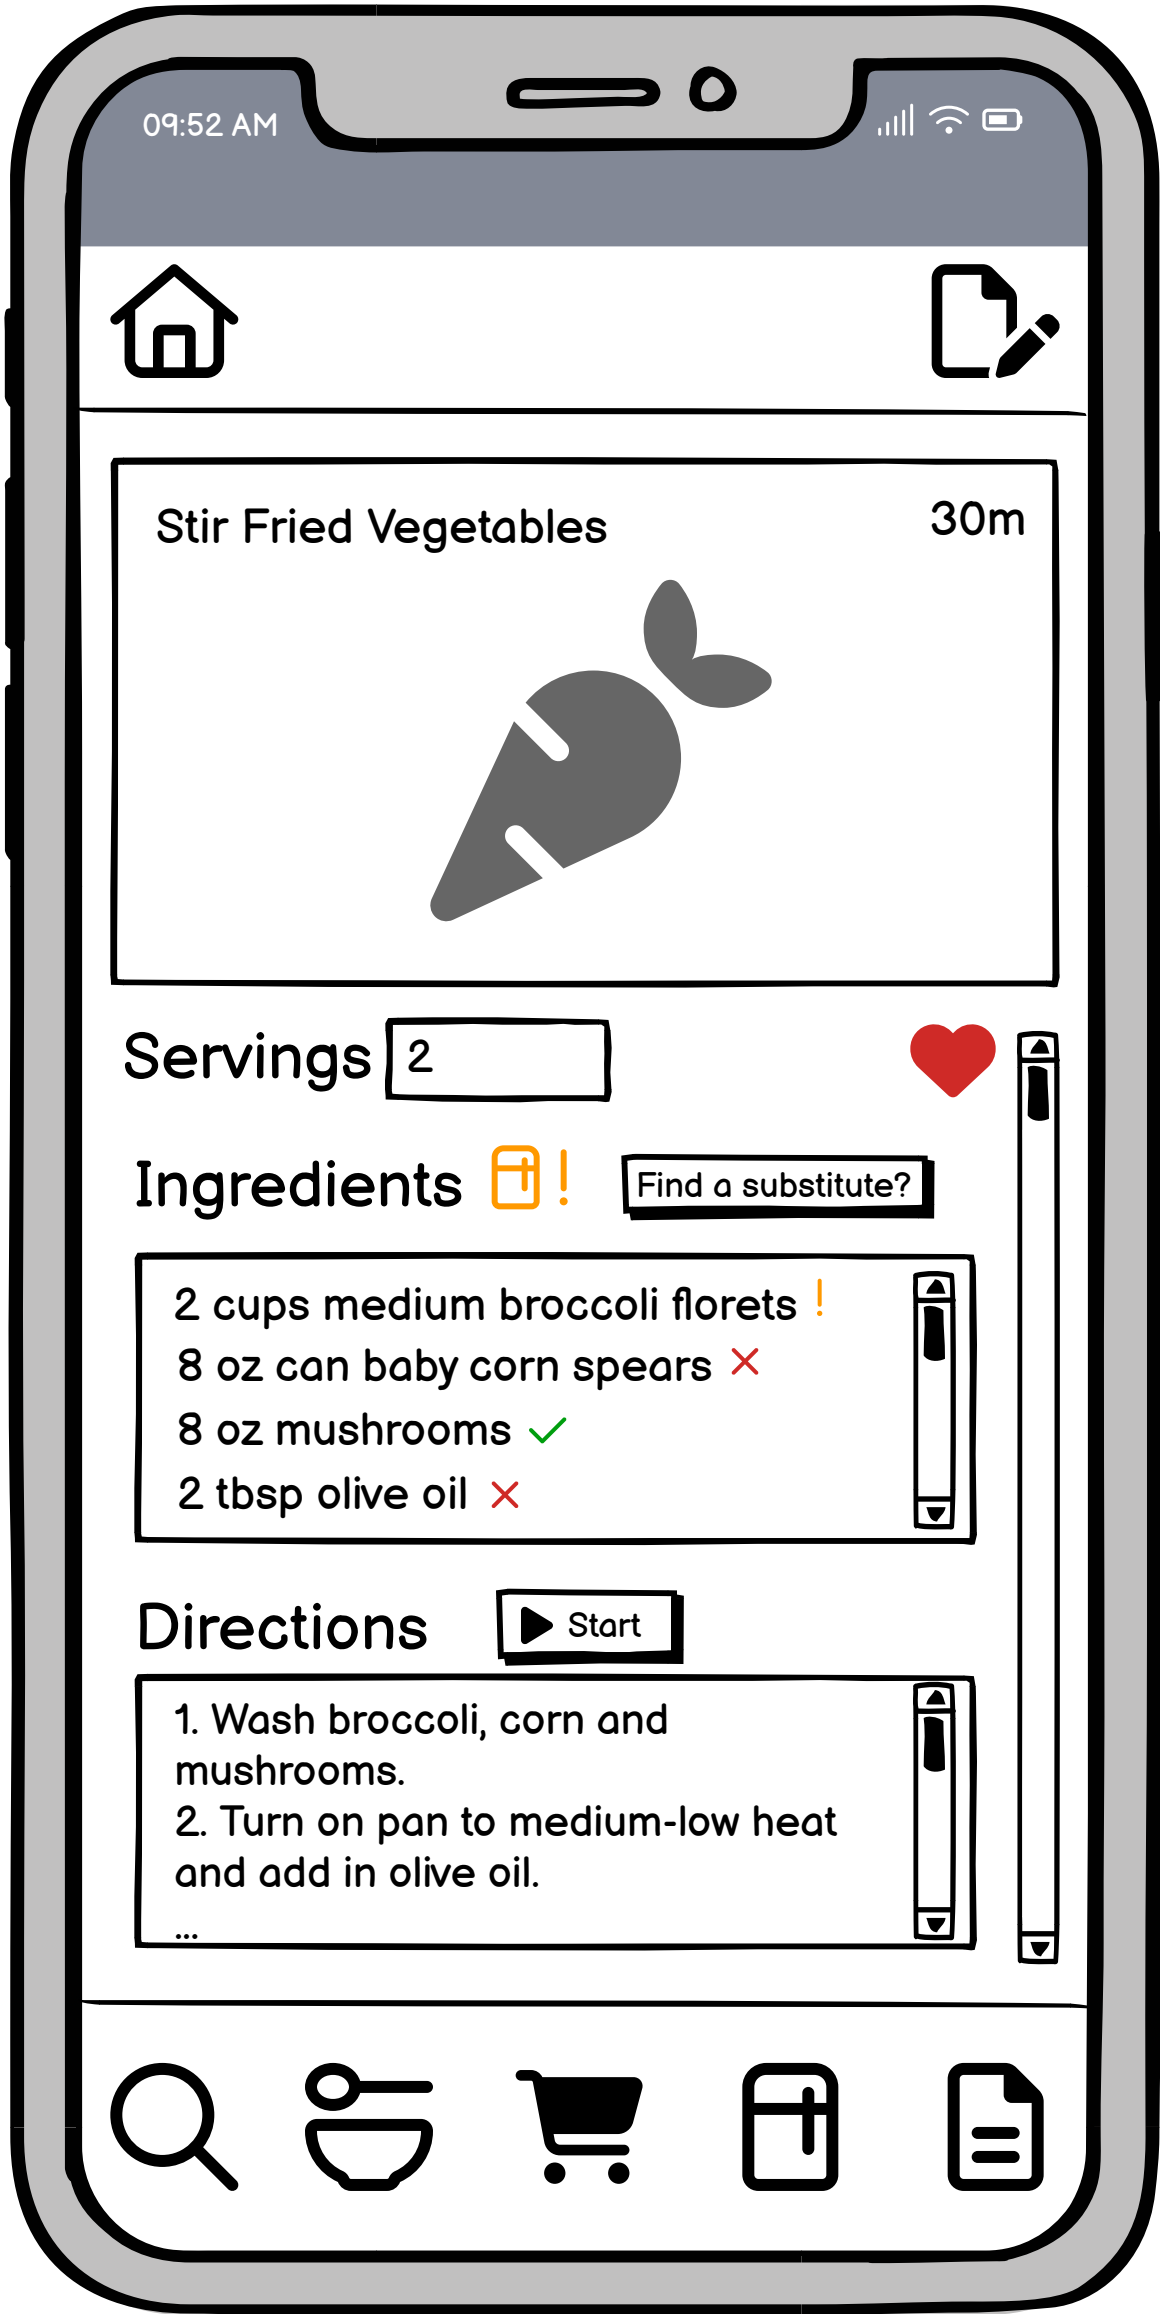 09:52 AM
Stir Fried Vegetables
30m
Servings 2
Ingredients ! Find a substitute?
2 cups medium broccoli florets !
8 oz can baby corn spears
8 oz mushrooms
2 tbsp olive oil
Directions Start
1. Wash broccoli, corn and
mushrooms.
2. Turn on pan to medium-low heat
and add in olive oil.
...